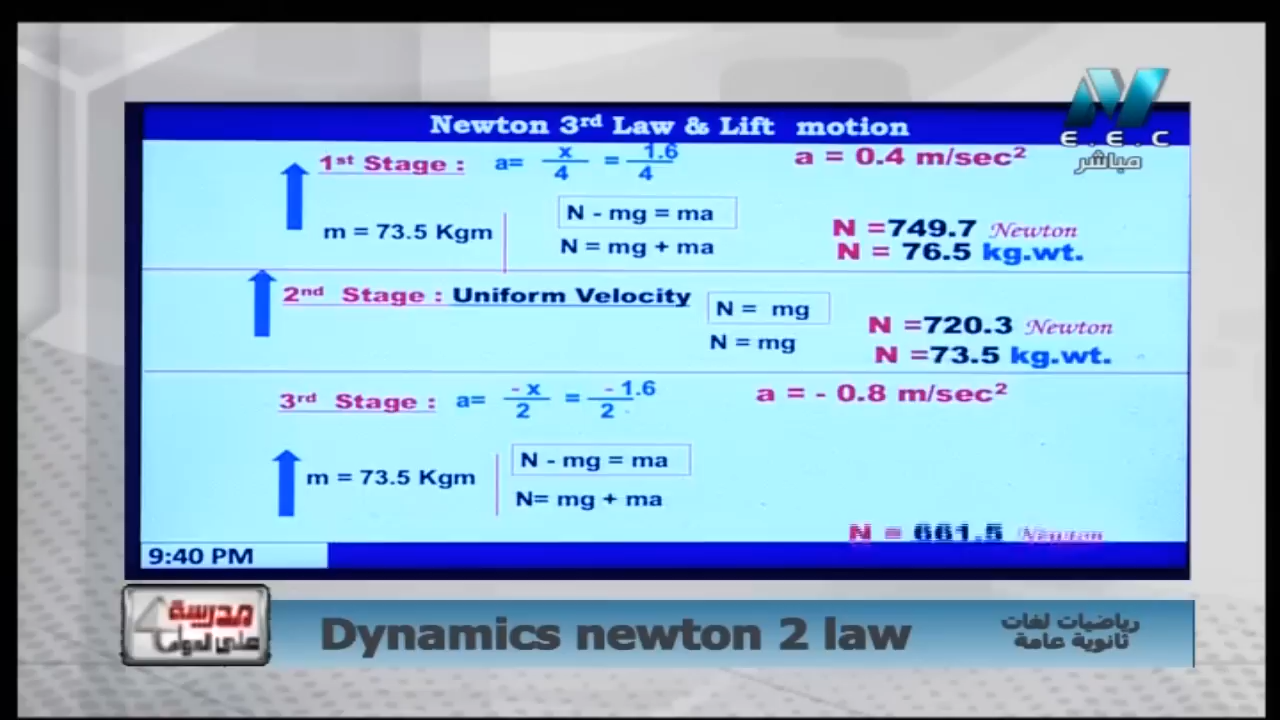 Newton 3rd Law & Lift motion
E.E.C
مباشر
1st Stage : a= x/4 = 1.6/4 a = 0.4 m/sec²
m = 73.5 Kgm
N - mg = ma
N = mg + ma
N =749.7 Newton
N = 76.5 kg.wt.
2nd Stage : Uniform Velocity
N = mg
N = mg
N =720.3 Newton
N =73.5 kg.wt.
3rd Stage : a= - x/2 = - 1.6/2 a = - 0.8 m/sec²
m = 73.5 Kgm
N - mg = ma
N= mg + ma
N = 661.5 Newton
9:40 PM
مدرسة
على الهوا
Dynamics newton 2 law
رياضيات لغات
ثانوية عامة